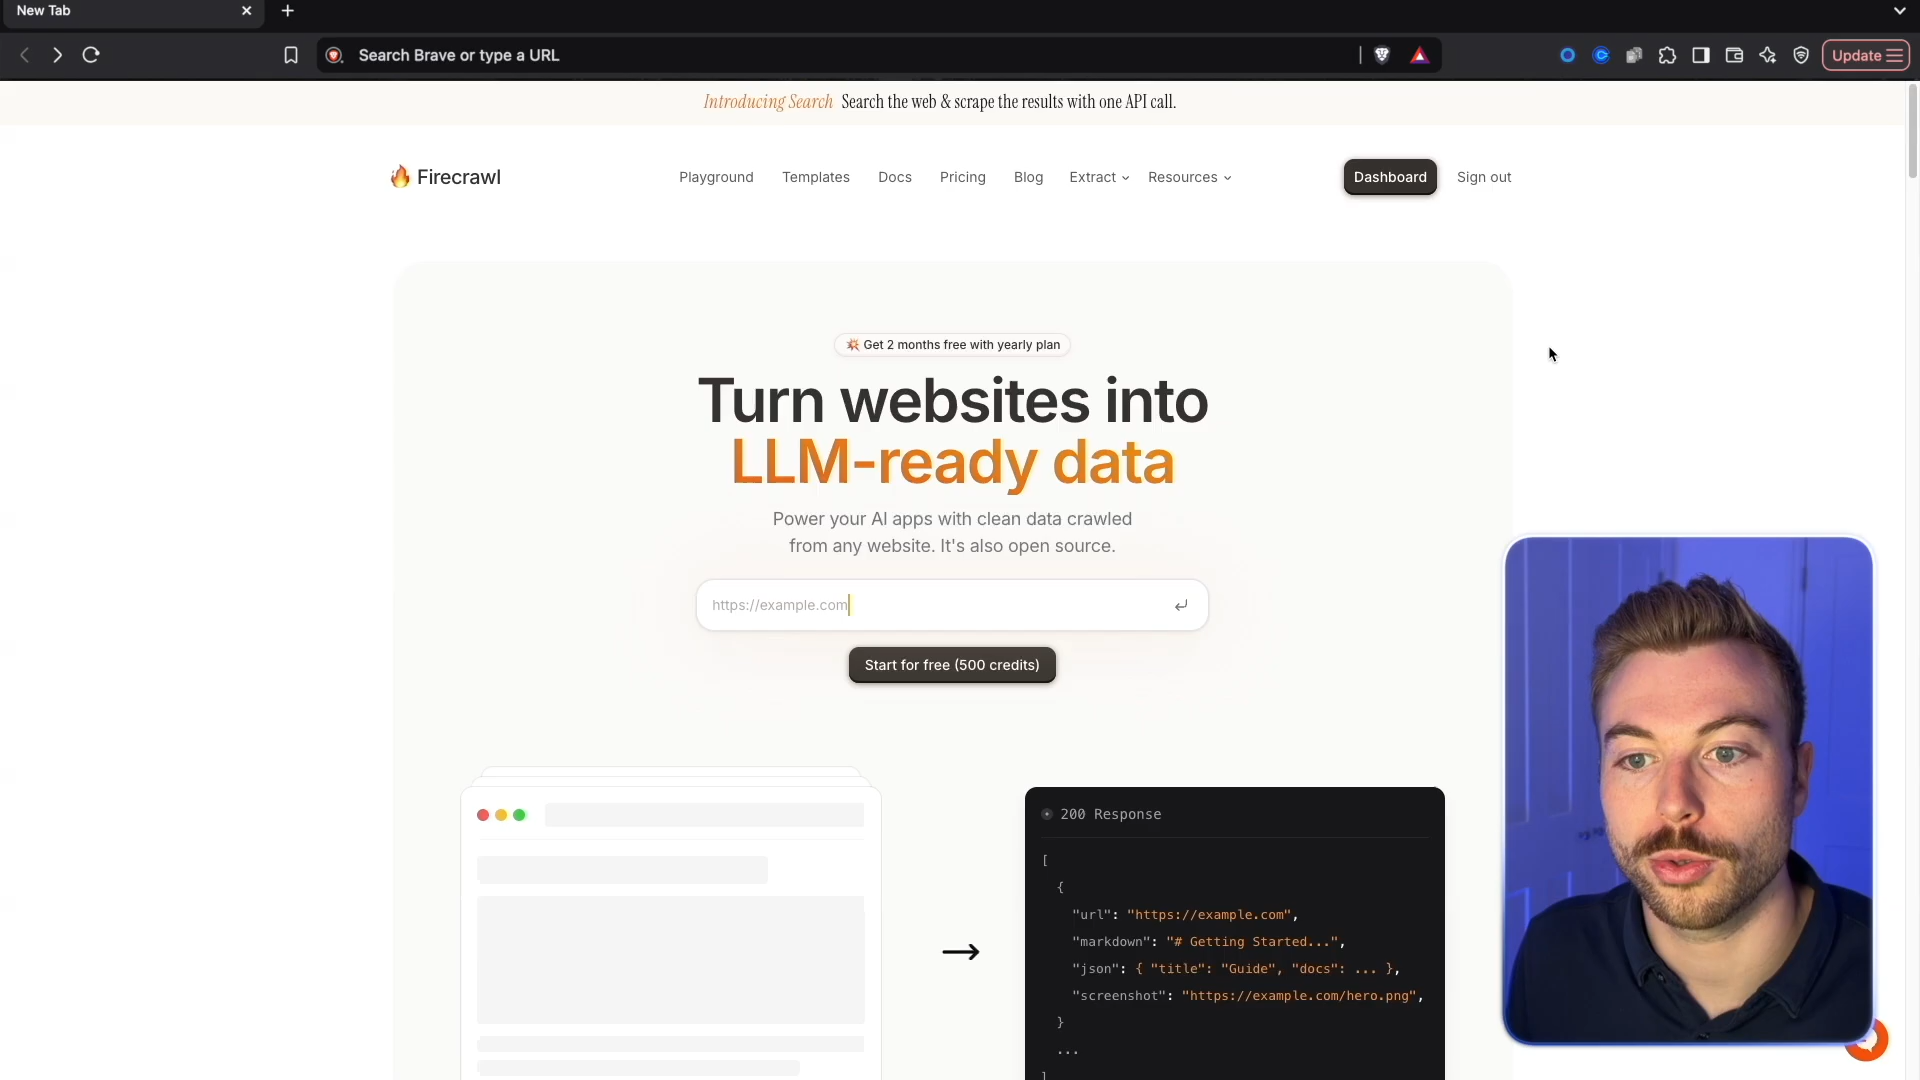 New Tab
Search Brave or type a URL
Update
Introducing Search Search the web & scrape the results with one API call.
Firecrawl
Playground Templates Docs Pricing Blog Extract Resources
Dashboard Sign out
Get 2 months free with yearly plan
Turn websites into
LLM-ready data
Power your AI apps with clean data crawled
from any website. It's also open source.
https://example.com
Start for free (500 credits)
200 Response
[
{
"url": "https://example.com",
"markdown": "# Getting Started...",
"json": { "title": "Guide", "docs": ... },
"screenshot": "https://example.com/hero.png",
}
...
]